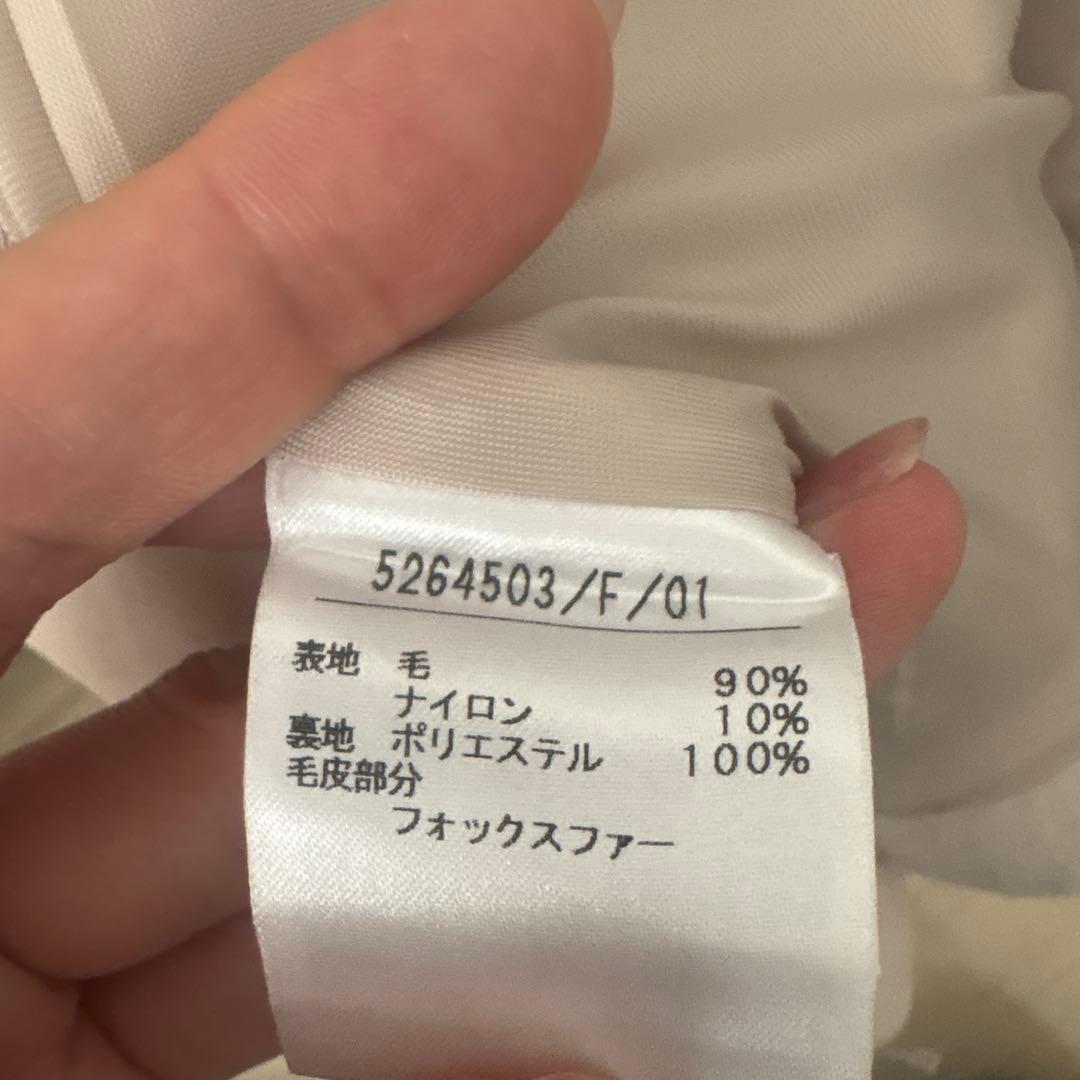 5264503/F/01
表地 毛 90%
ナイロン 10%
裏地 ポリエステル 100%
毛皮部分
フォックスファー